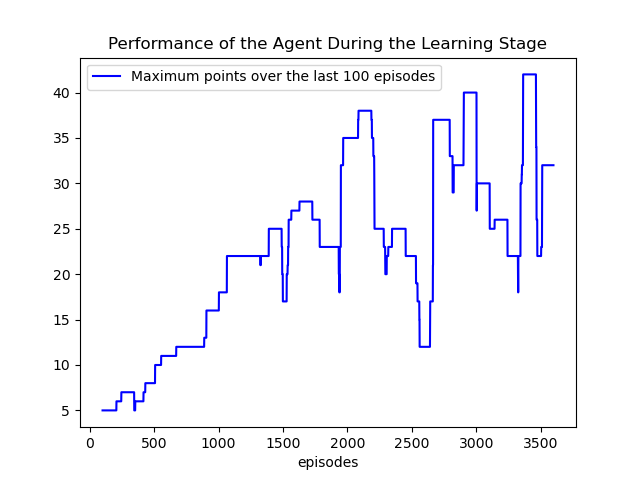 Performance of the Agent During the Learning Stage
Maximum points over the last 100 episodes
40
35
30
25
20
15
10
5
0 500 1000 1500 2000 2500 3000 3500
episodes